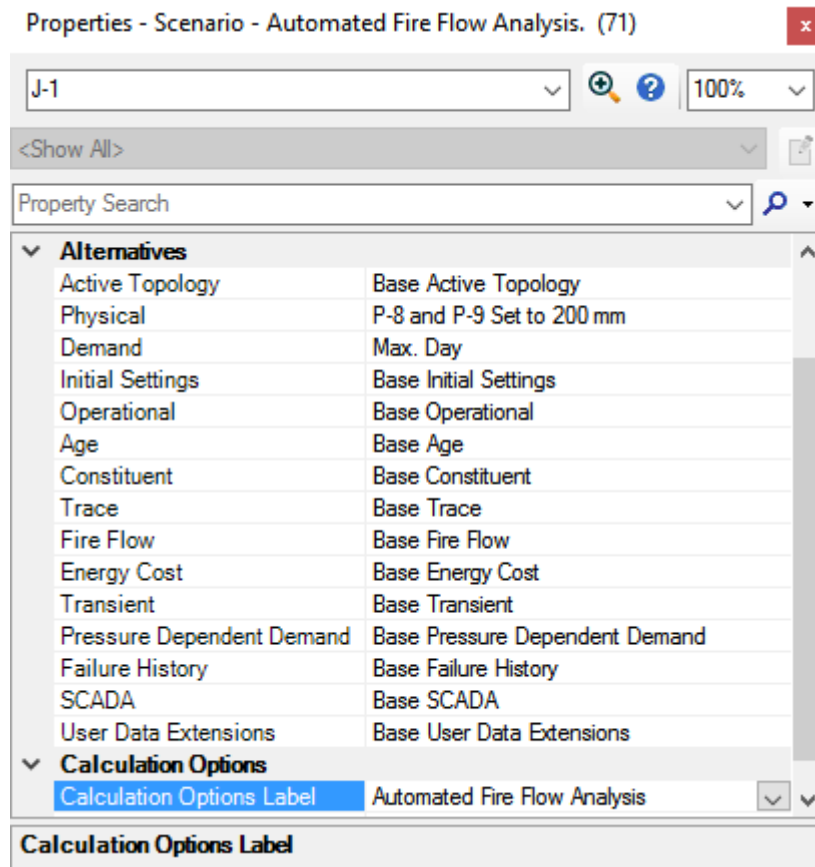 Properties - Scenario - Automated Fire Flow Analysis. (71)
x
J-1
100%
<Show All>
Property Search
Alternatives
Active Topology Base Active Topology
Physical P-8 and P-9 Set to 200 mm
Demand Max. Day
Initial Settings Base Initial Settings
Operational Base Operational
Age Base Age
Constituent Base Constituent
Trace Base Trace
Fire Flow Base Fire Flow
Energy Cost Base Energy Cost
Transient Base Transient
Pressure Dependent Demand Base Pressure Dependent Demand
Failure History Base Failure History
SCADA Base SCADA
User Data Extensions Base User Data Extensions
Calculation Options
Calculation Options Label Automated Fire Flow Analysis
Calculation Options Label